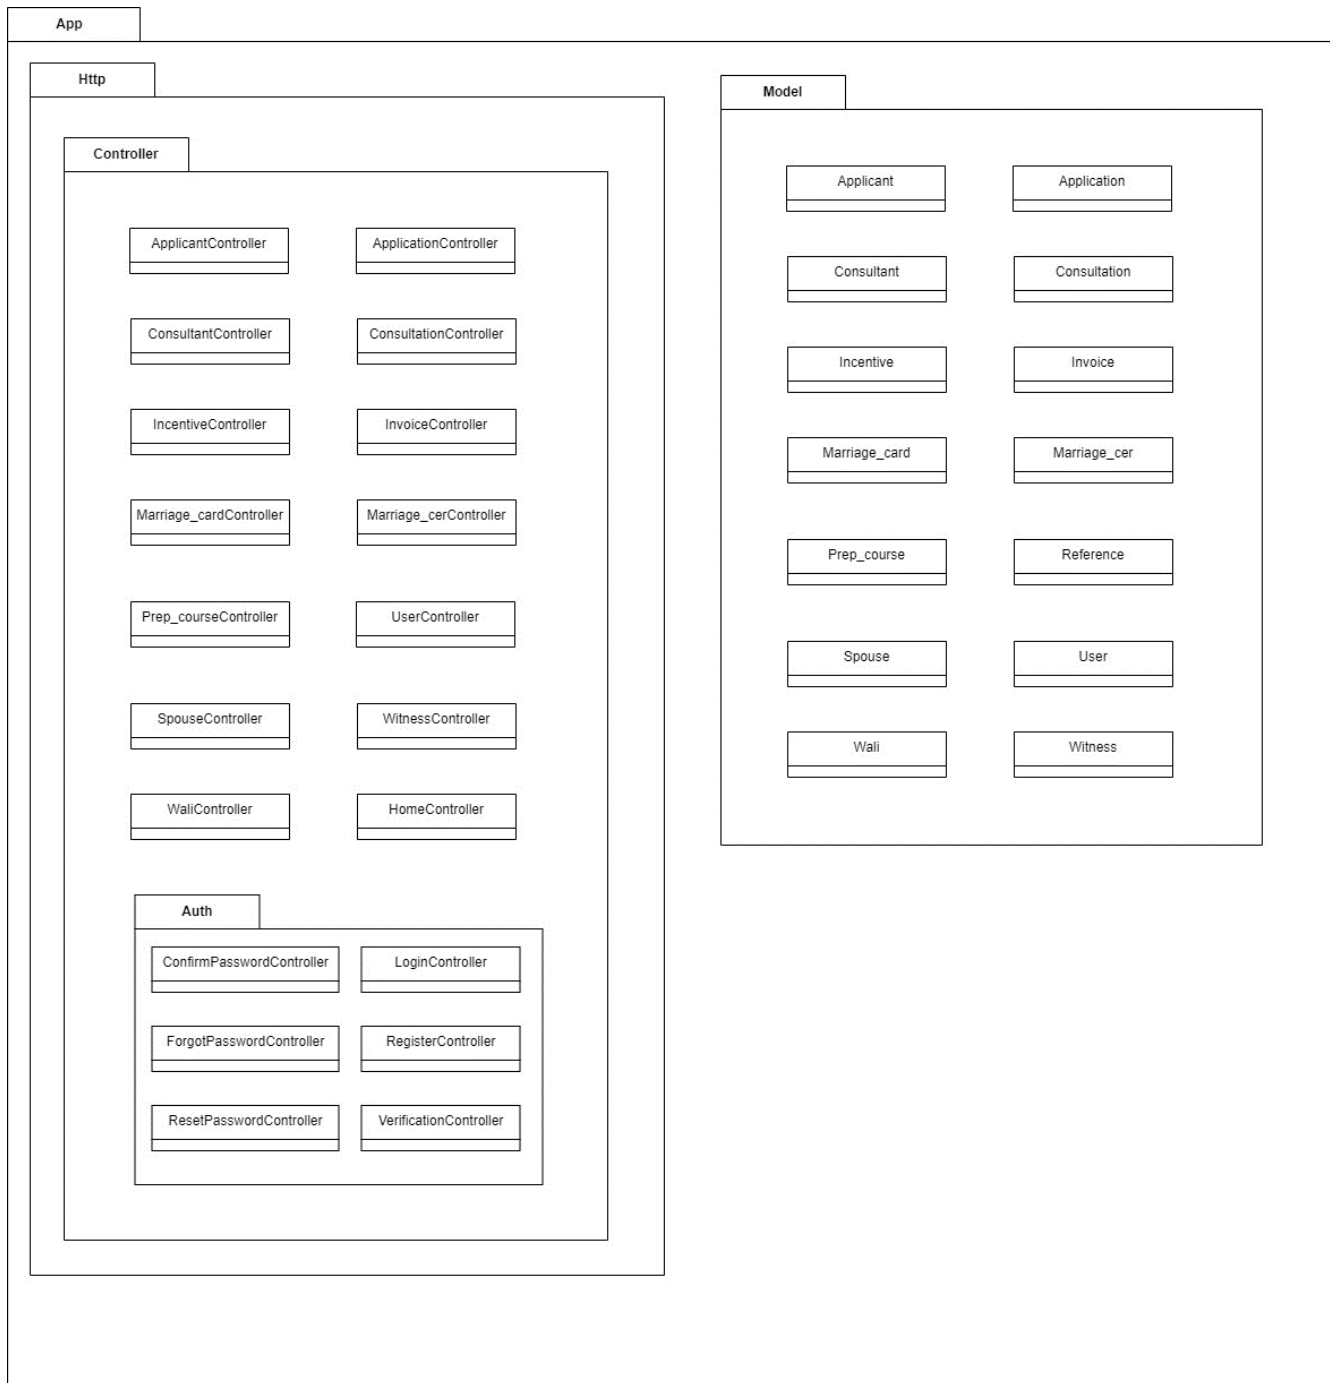 App
Http
Controller
ApplicantController
ApplicationController
ConsultantController
ConsultationController
IncentiveController
InvoiceController
Marriage_cardController
Marriage_cerController
Prep_courseController
UserController
SpouseController
WitnessController
WaliController
HomeController
Auth
ConfirmPasswordController
LoginController
ForgotPasswordController
RegisterController
ResetPasswordController
VerificationController
Model
Applicant
Application
Consultant
Consultation
Incentive
Invoice
Marriage_card
Marriage_cer
Prep_course
Reference
Spouse
User
Wali
Witness